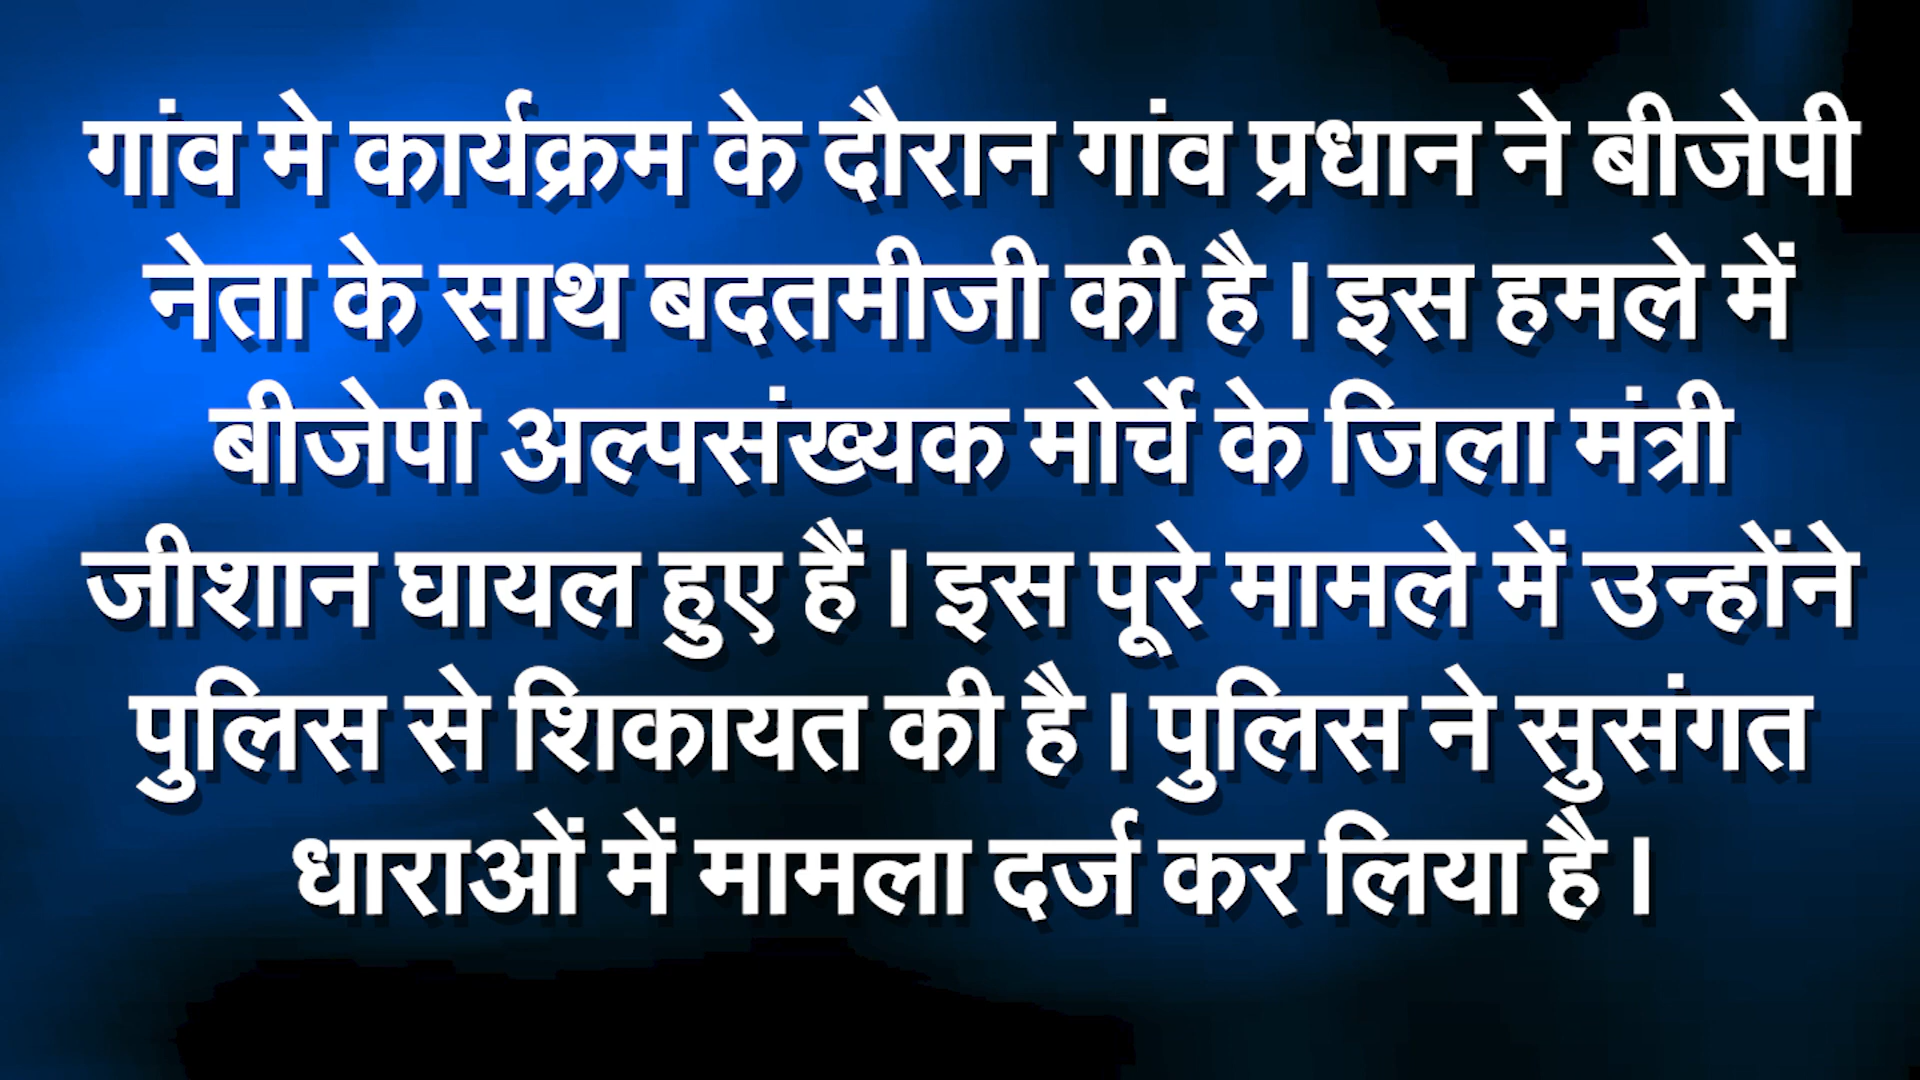 गांव मे कार्यक्रम के दौरान गांव प्रधान ने बीजेपी
नेता के साथ बदतमीजी की है । इस हमले में
बीजेपी अल्पसंख्यक मोर्चे के जिला मंत्री
जीशान घायल हुए हैं । इस पूरे मामले में उन्होंने
पुलिस से शिकायत की है । पुलिस ने सुसंगत
धाराओं में मामला दर्ज कर लिया है ।